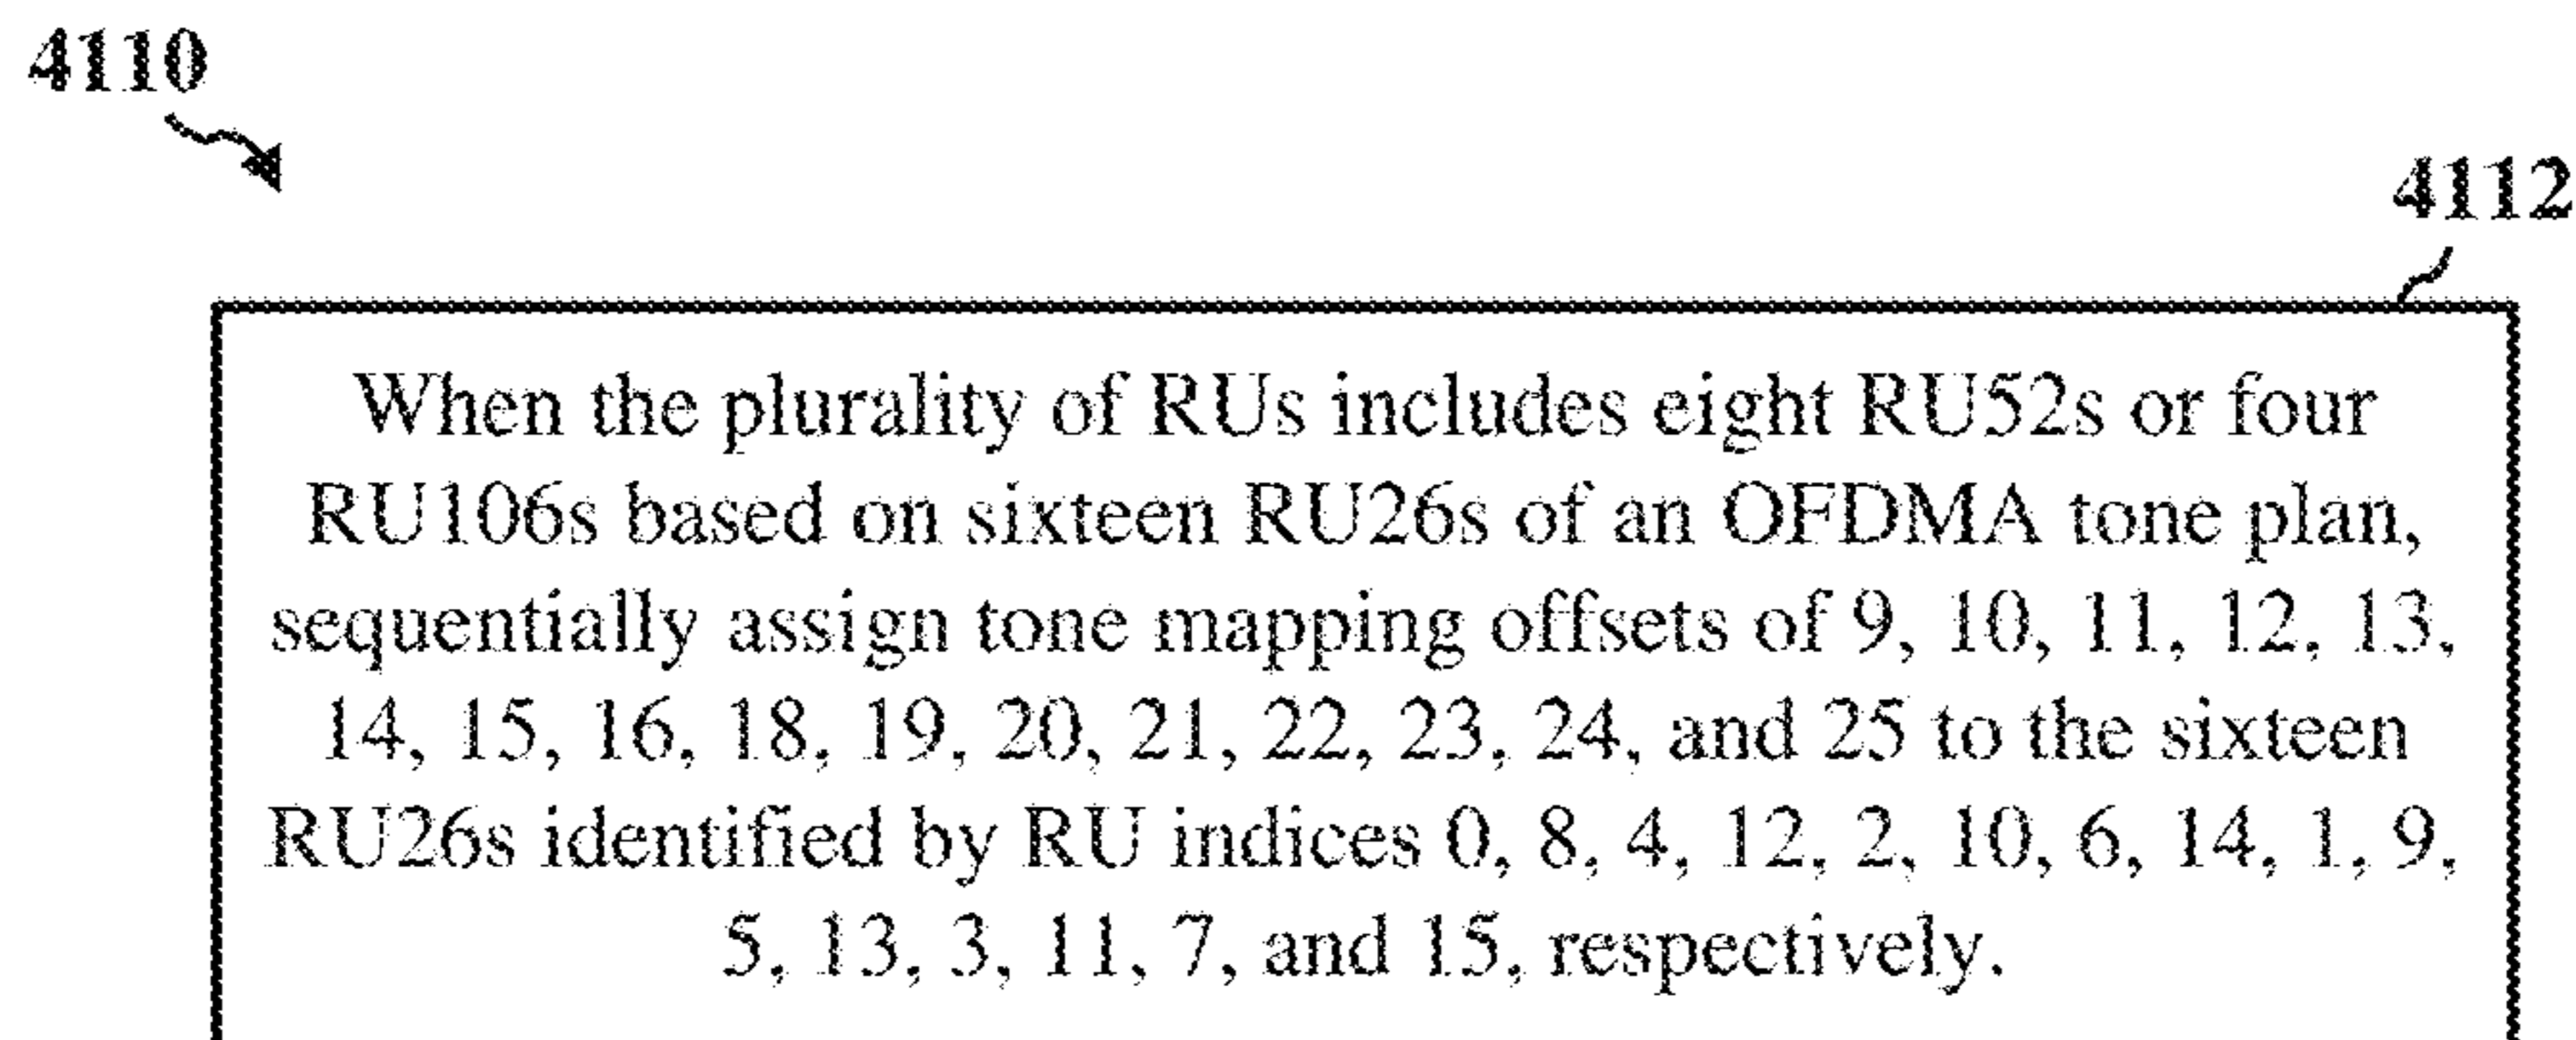 4110
4112
When the plurality of RUs includes eight RU52s or four
RU106s based on sixteen RU26s of an OFDMA tone plan,
sequentially assign tone mapping offsets of 9, 10, 11, 12, 13,
14, 15, 16, 18, 19, 20, 21, 22, 23, 24, and 25 to the sixteen
RU26s identified by RU indices 0, 8, 4, 12, 2, 10, 6, 14, 1, 9,
5, 13, 3, 11, 7, and 15, respectively.